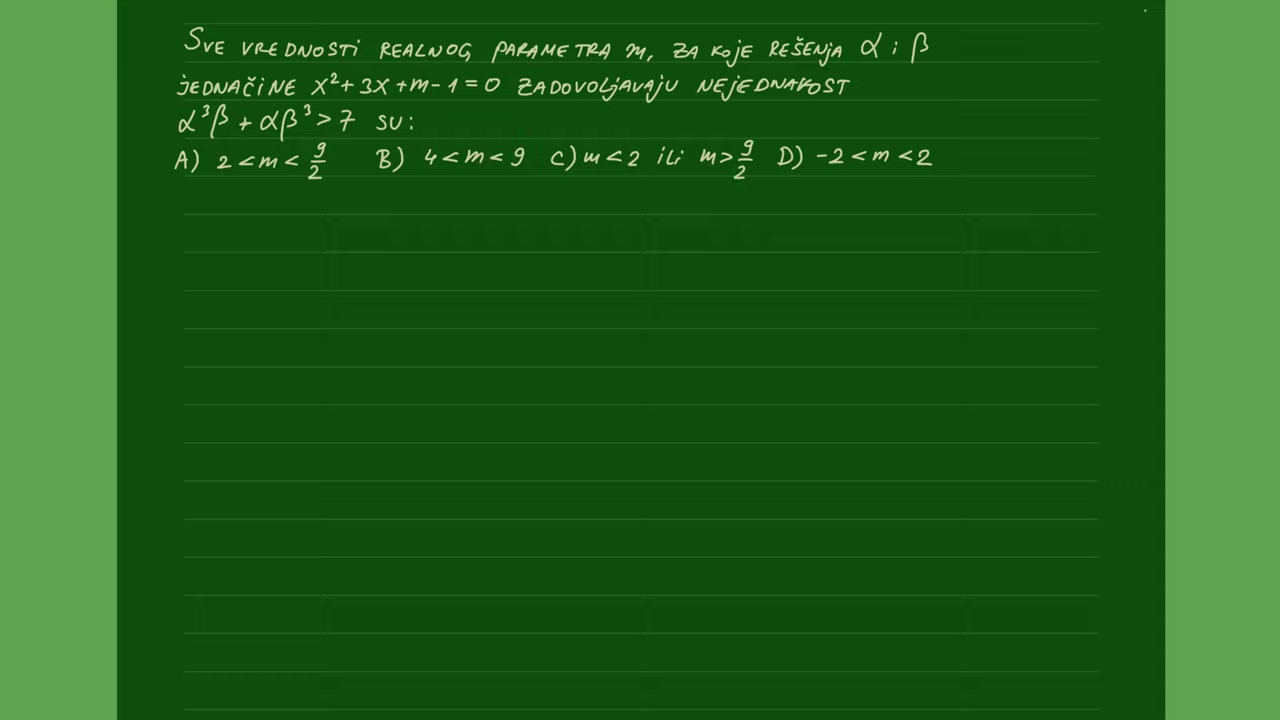 SVE VREDNOSTI REALNOG PARAMETRA m, ZA KOJE REŠENJA α i β
JEDNAČINE x²+3x+m-1=0 ZADOVOLJAVAJU NEJEDNAKOST
α³β + αβ³ > 7 SU:
A) 2 < m < 9/2 B) 4 < m < 9 C) m < 2 ili m > 9/2 D) -2 < m < 2